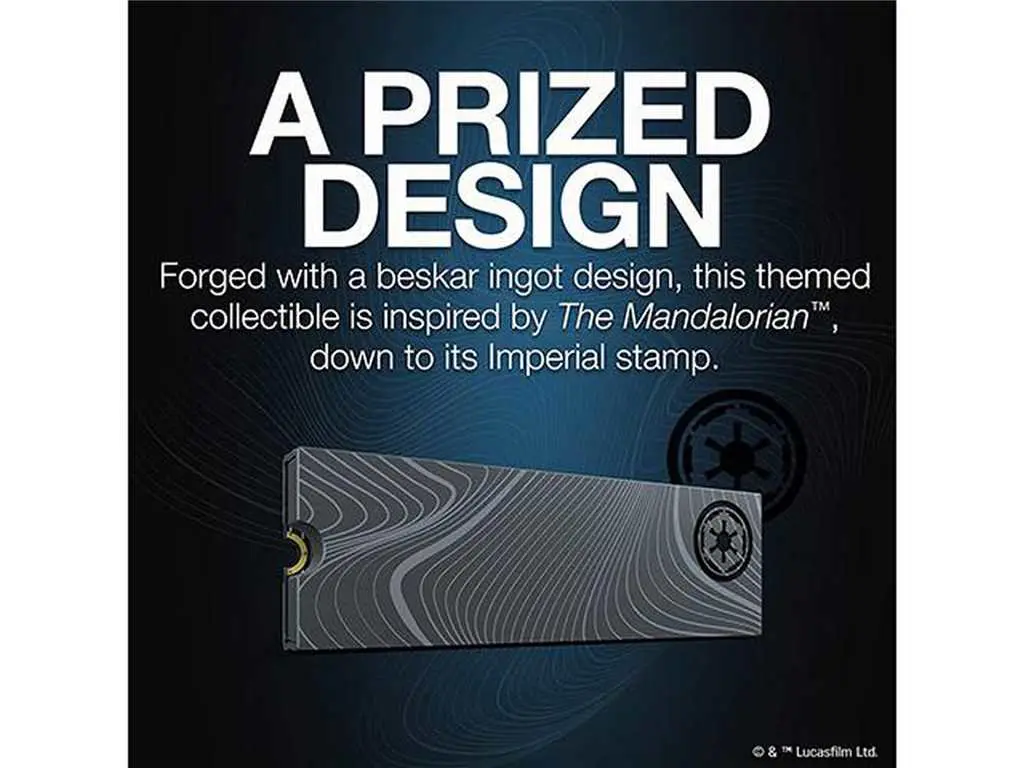 A PRIZED
DESIGN
Forged with a beskar ingot design, this themed
collectible is inspired by The Mandalorian™,
down to its Imperial stamp.
© & ™ Lucasfilm Ltd.